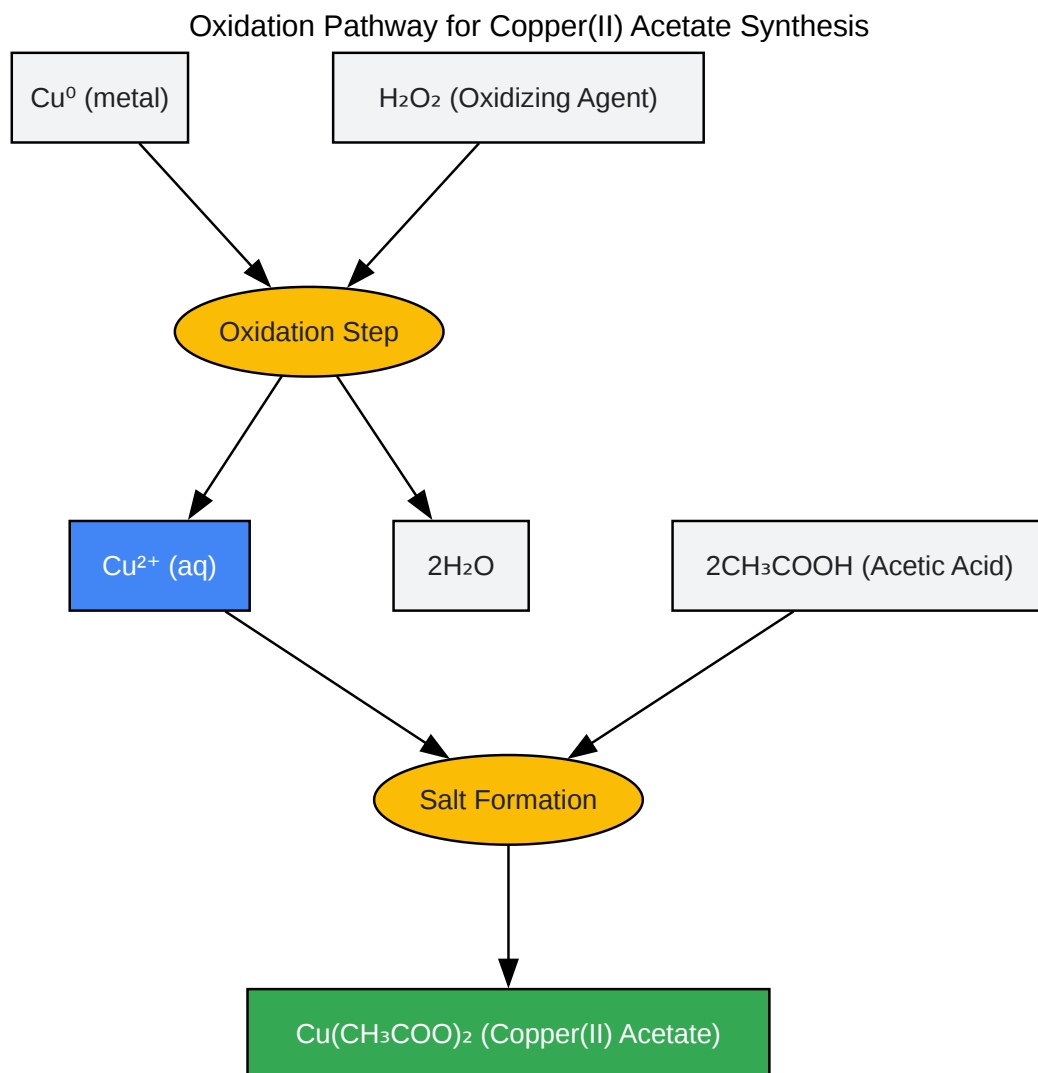 Oxidation Pathway for Copper(II) Acetate Synthesis
Cu⁰ (metal)
H₂O₂ (Oxidizing Agent)
Oxidation Step
Cu²⁺ (aq)
2H₂O
2CH₃COOH (Acetic Acid)
Salt Formation
Cu(CH₃COO)₂ (Copper(II) Acetate)